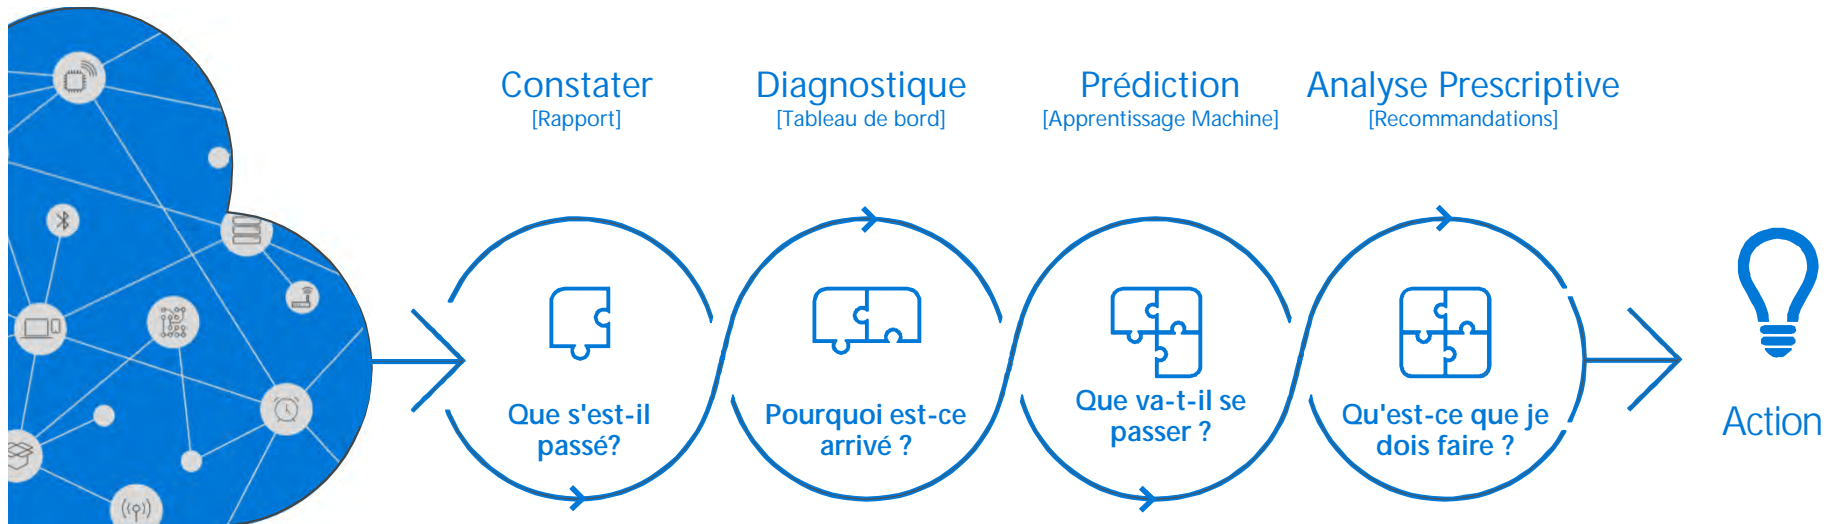 Constater
[Rapport]
Diagnostique
[Tableau de bord]
Prédiction
[Apprentissage Machine]
Analyse Prescriptive
[Recommandations]
Que s'est-il
passé?
Pourquoi est-ce
arrivé ?
Que va-t-il se
passer ?
Qu'est-ce que je
dois faire ?
Action